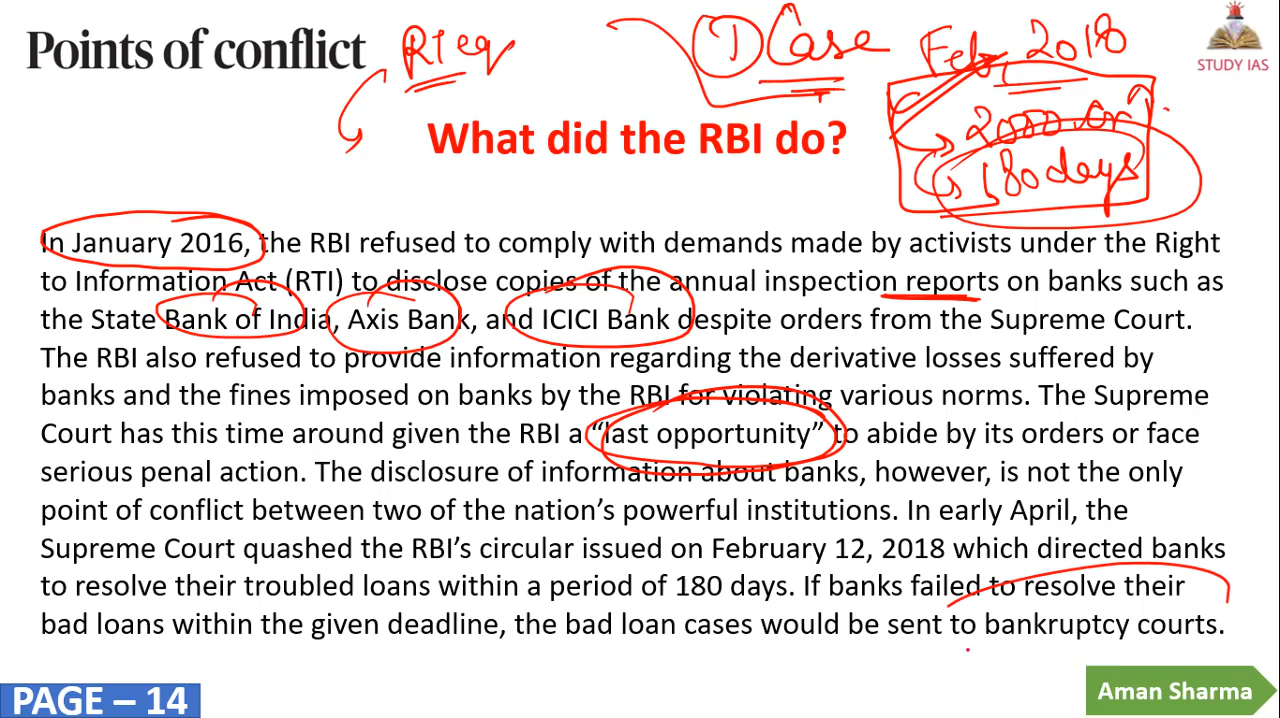 Points of conflict
RTI eq
① Case
Feb, 2018
2000 cr ↑
180 days
STUDY IAS
What did the RBI do?
In January 2016, the RBI refused to comply with demands made by activists under the Right
to Information Act (RTI) to disclose copies of the annual inspection reports on banks such as
the State Bank of India, Axis Bank, and ICICI Bank despite orders from the Supreme Court.
The RBI also refused to provide information regarding the derivative losses suffered by
banks and the fines imposed on banks by the RBI for violating various norms. The Supreme
Court has this time around given the RBI a “last opportunity” to abide by its orders or face
serious penal action. The disclosure of information about banks, however, is not the only
point of conflict between two of the nation’s powerful institutions. In early April, the
Supreme Court quashed the RBI’s circular issued on February 12, 2018 which directed banks
to resolve their troubled loans within a period of 180 days. If banks failed to resolve their
bad loans within the given deadline, the bad loan cases would be sent to bankruptcy courts.
PAGE – 14
Aman Sharma